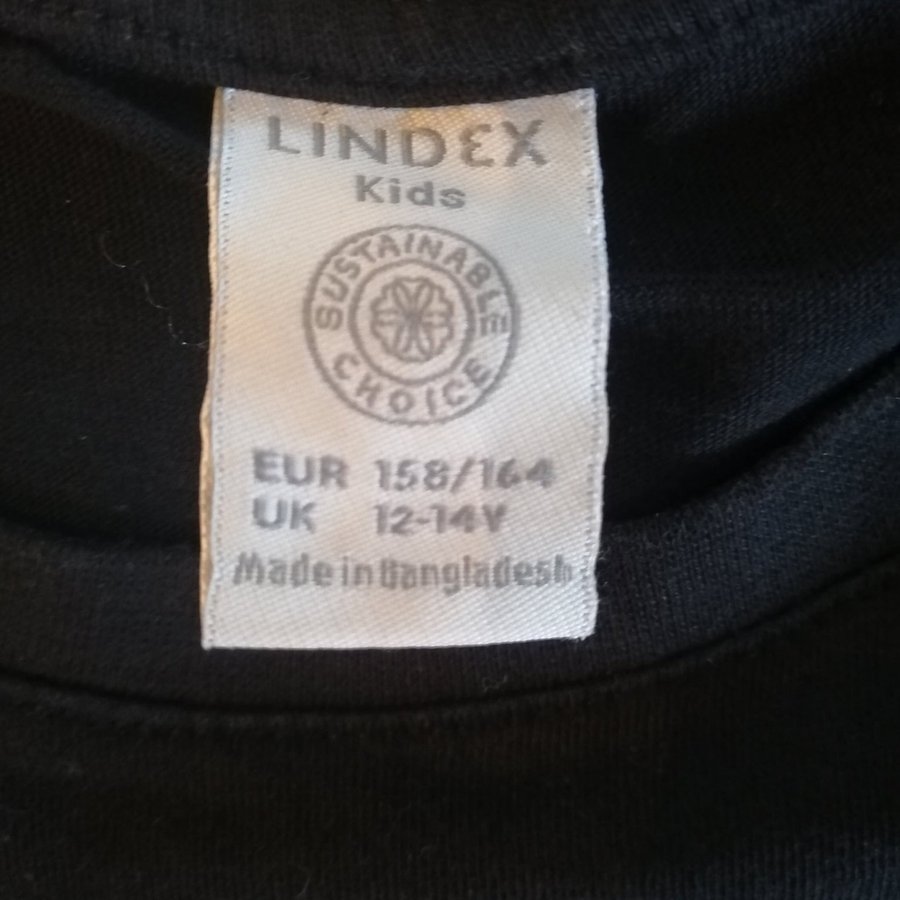 LINDEX
Kids
SUSTAINABLE
CHOICE
EUR 158/164
UK 12-14Y
Made in Bangladesh